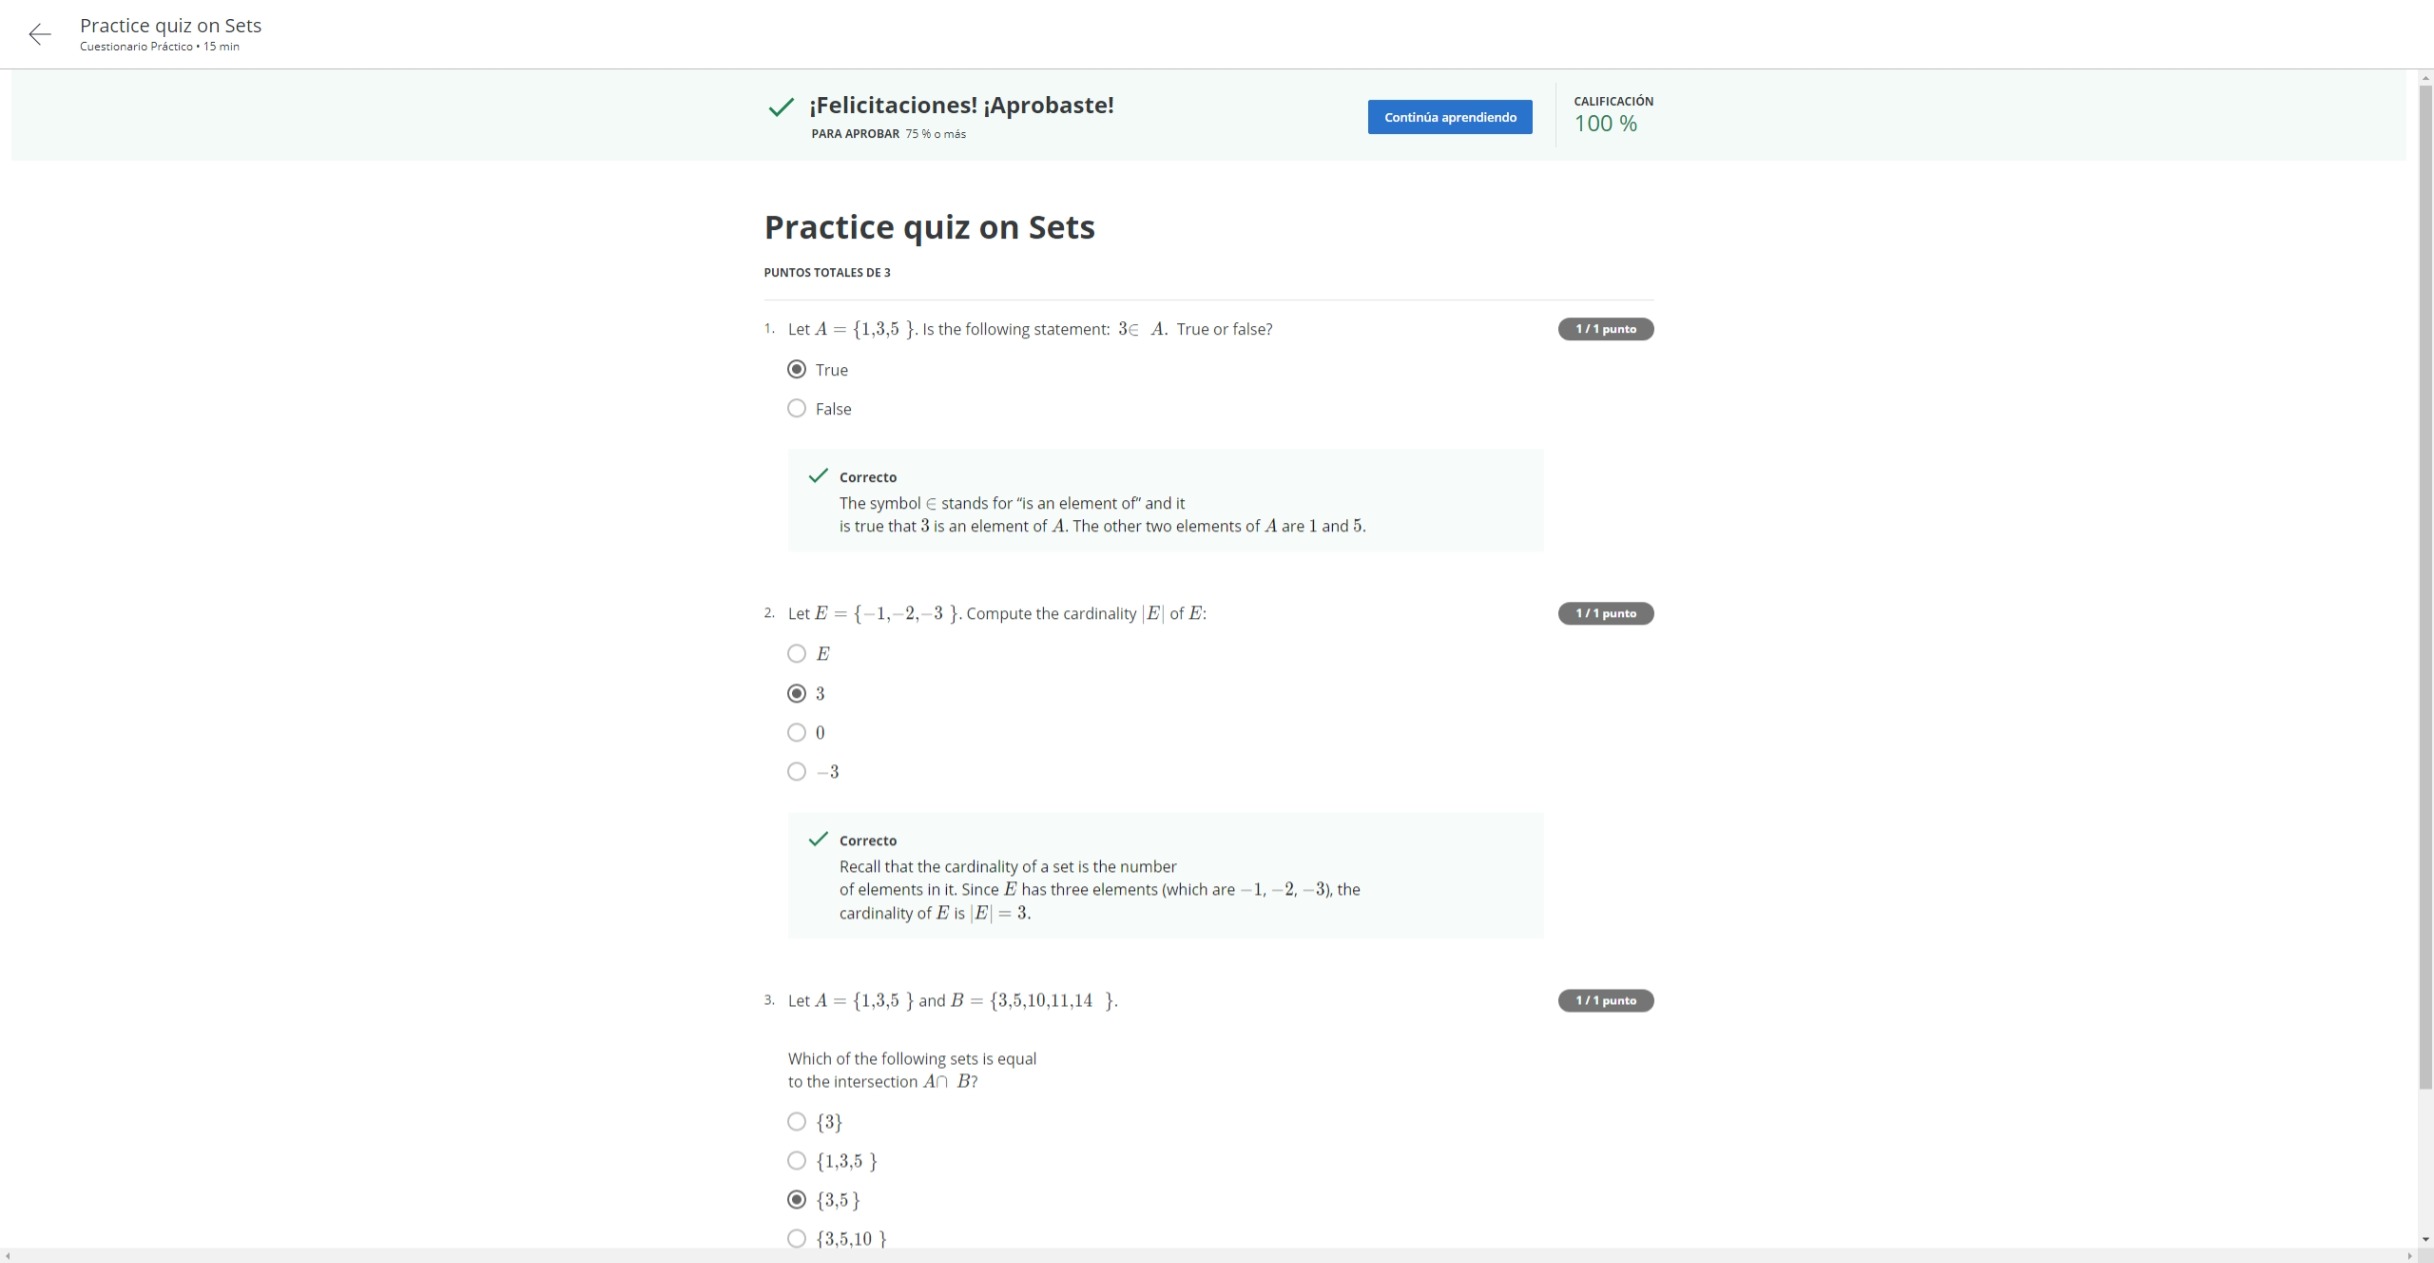 Practice quiz on Sets
Cuestionario Práctico • 15 min
¡Felicitaciones! ¡Aprobaste!
PARA APROBAR 75 % o más
Continúa aprendiendo
CALIFICACIÓN
100 %
Practice quiz on Sets
PUNTOS TOTALES DE 3
1. Let A = {1,3,5 }. Is the following statement: 3∈ A. True or false?
1 / 1 punto
True
False
Correcto
The symbol ∈ stands for “is an element of” and it
is true that 3 is an element of A. The other two elements of A are 1 and 5.
2. Let E = {−1,−2,−3 }. Compute the cardinality |E| of E:
1 / 1 punto
E
3
0
−3
Correcto
Recall that the cardinality of a set is the number
of elements in it. Since E has three elements (which are −1, −2, −3), the
cardinality of E is |E| = 3.
3. Let A = {1,3,5 } and B = {3,5,10,11,14 }.
1 / 1 punto
Which of the following sets is equal
to the intersection A∩ B?
{3}
{1,3,5 }
{3,5}
{3,5,10 }